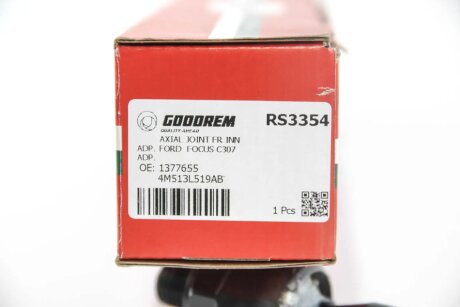 GOODREM RS3354
QUALITY AHEAD
AXIAL JOINT FR INN
ADP. FORD FOCUS C307
ADP.
OE: 1377655
4M513L519AB
1 Pcs